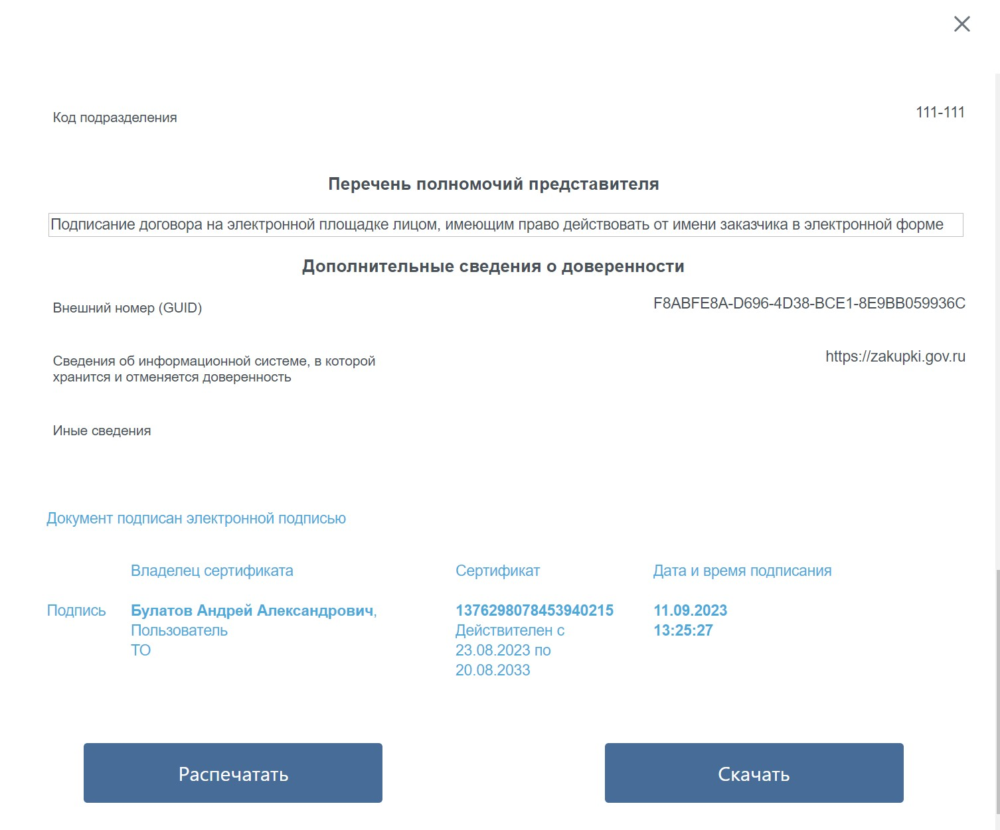 Код подразделения 111-111
Перечень полномочий представителя
Подписание договора на электронной площадке лицом, имеющим право действовать от имени заказчика в электронной форме
Дополнительные сведения о доверенности
Внешний номер (GUID) F8ABFE8A-D696-4D38-BCE1-8E9BB059936C
Сведения об информационной системе, в которой https://zakupki.gov.ru
хранится и отменяется доверенность
Иные сведения
Документ подписан электронной подписью
Владелец сертификата Сертификат Дата и время подписания
Подпись Булатов Андрей Александрович, 1376298078453940215 11.09.2023
Пользователь Действителен с 13:25:27
ТО 23.08.2023 по
20.08.2033
Распечатать Скачать